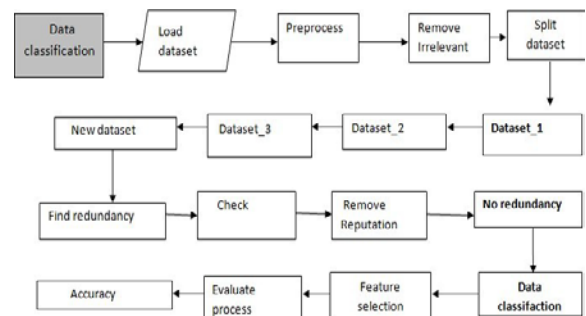 Data
classification
Load
dataset
Preprocess
Remove
Irrelevant
Split
dataset
New dataset
Dataset_3
Dataset_2
Dataset_1
Find redundancy
Check
Remove
Reputation
No redundancy
Accuracy
Evaluate
process
Feature
selection
Data
classifaction